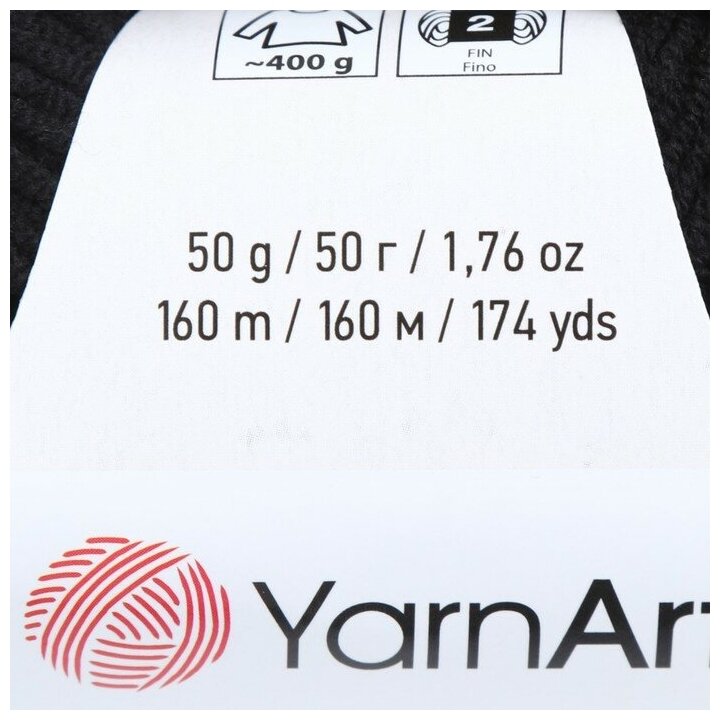 ~400 g
2
FIN
Fino
50 g / 50 г / 1,76 oz
160 m / 160 м / 174 yds
YarnArt